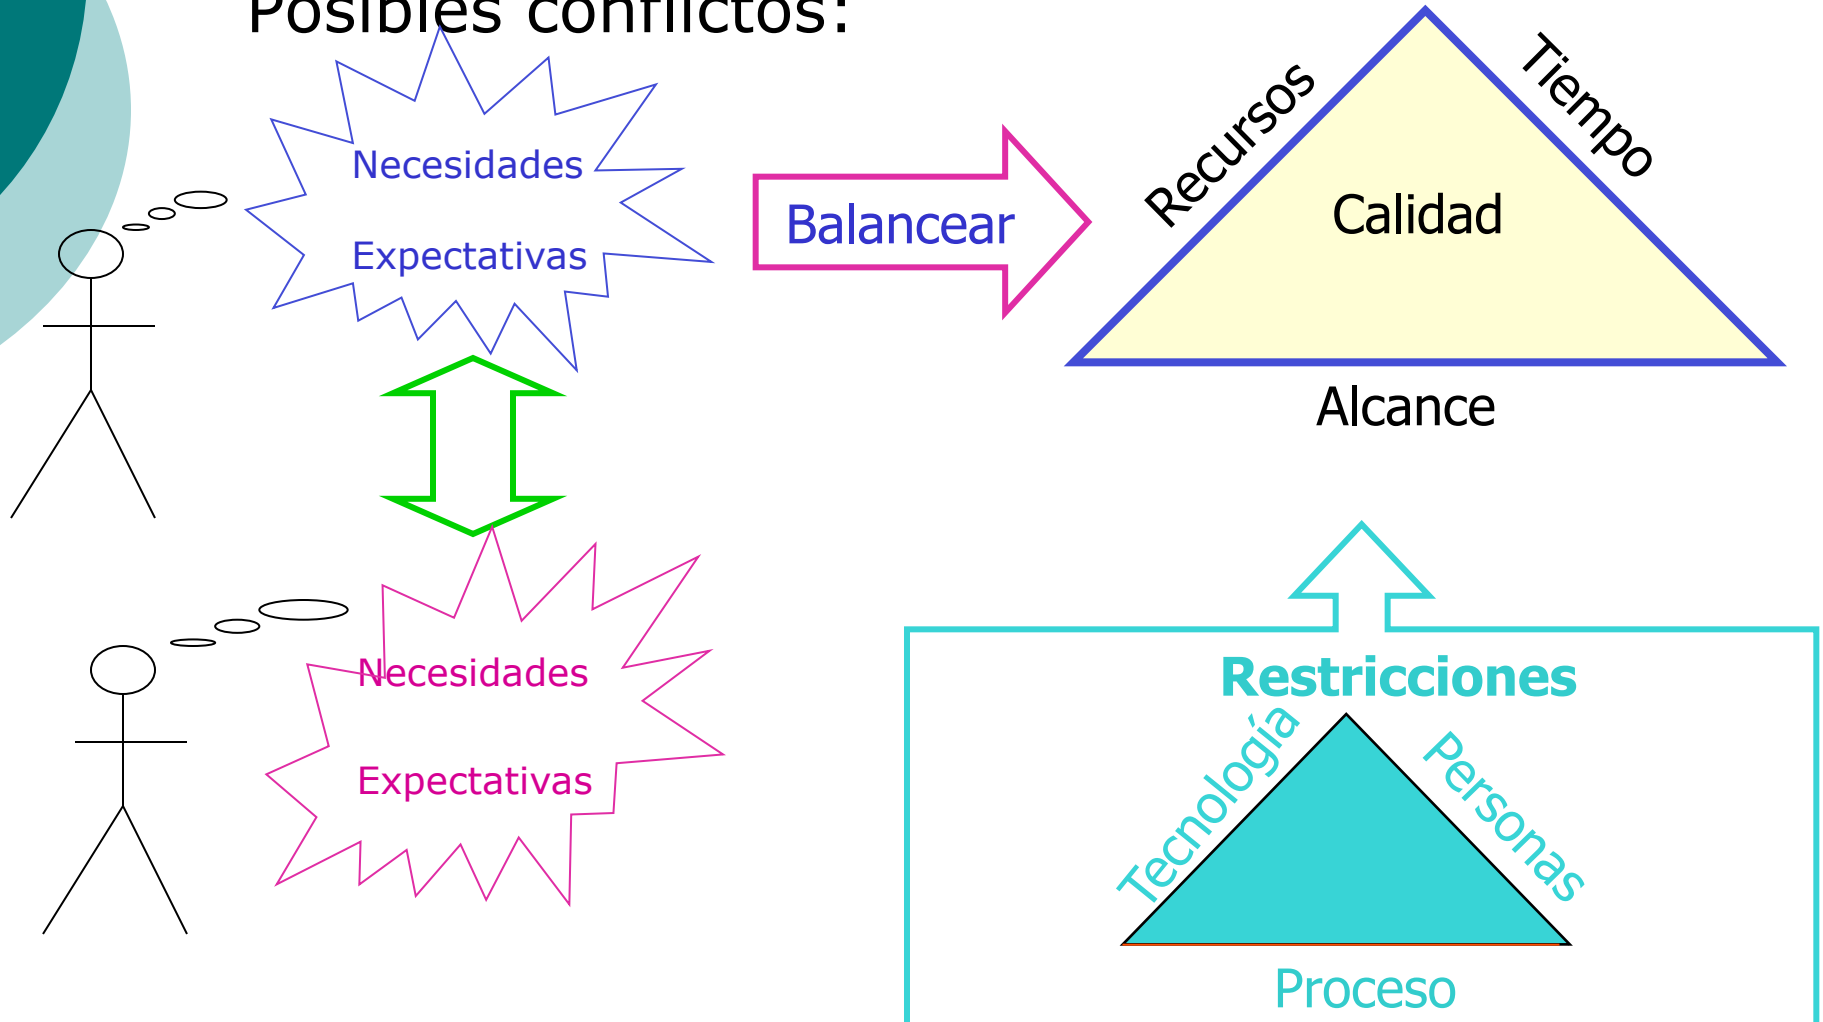 Posibles conflictos:
Necesidades
Expectativas
Balancear
Recursos
Tiempo
Calidad
Alcance
Necesidades
Expectativas
Restricciones
Tecnología
Personas
Proceso